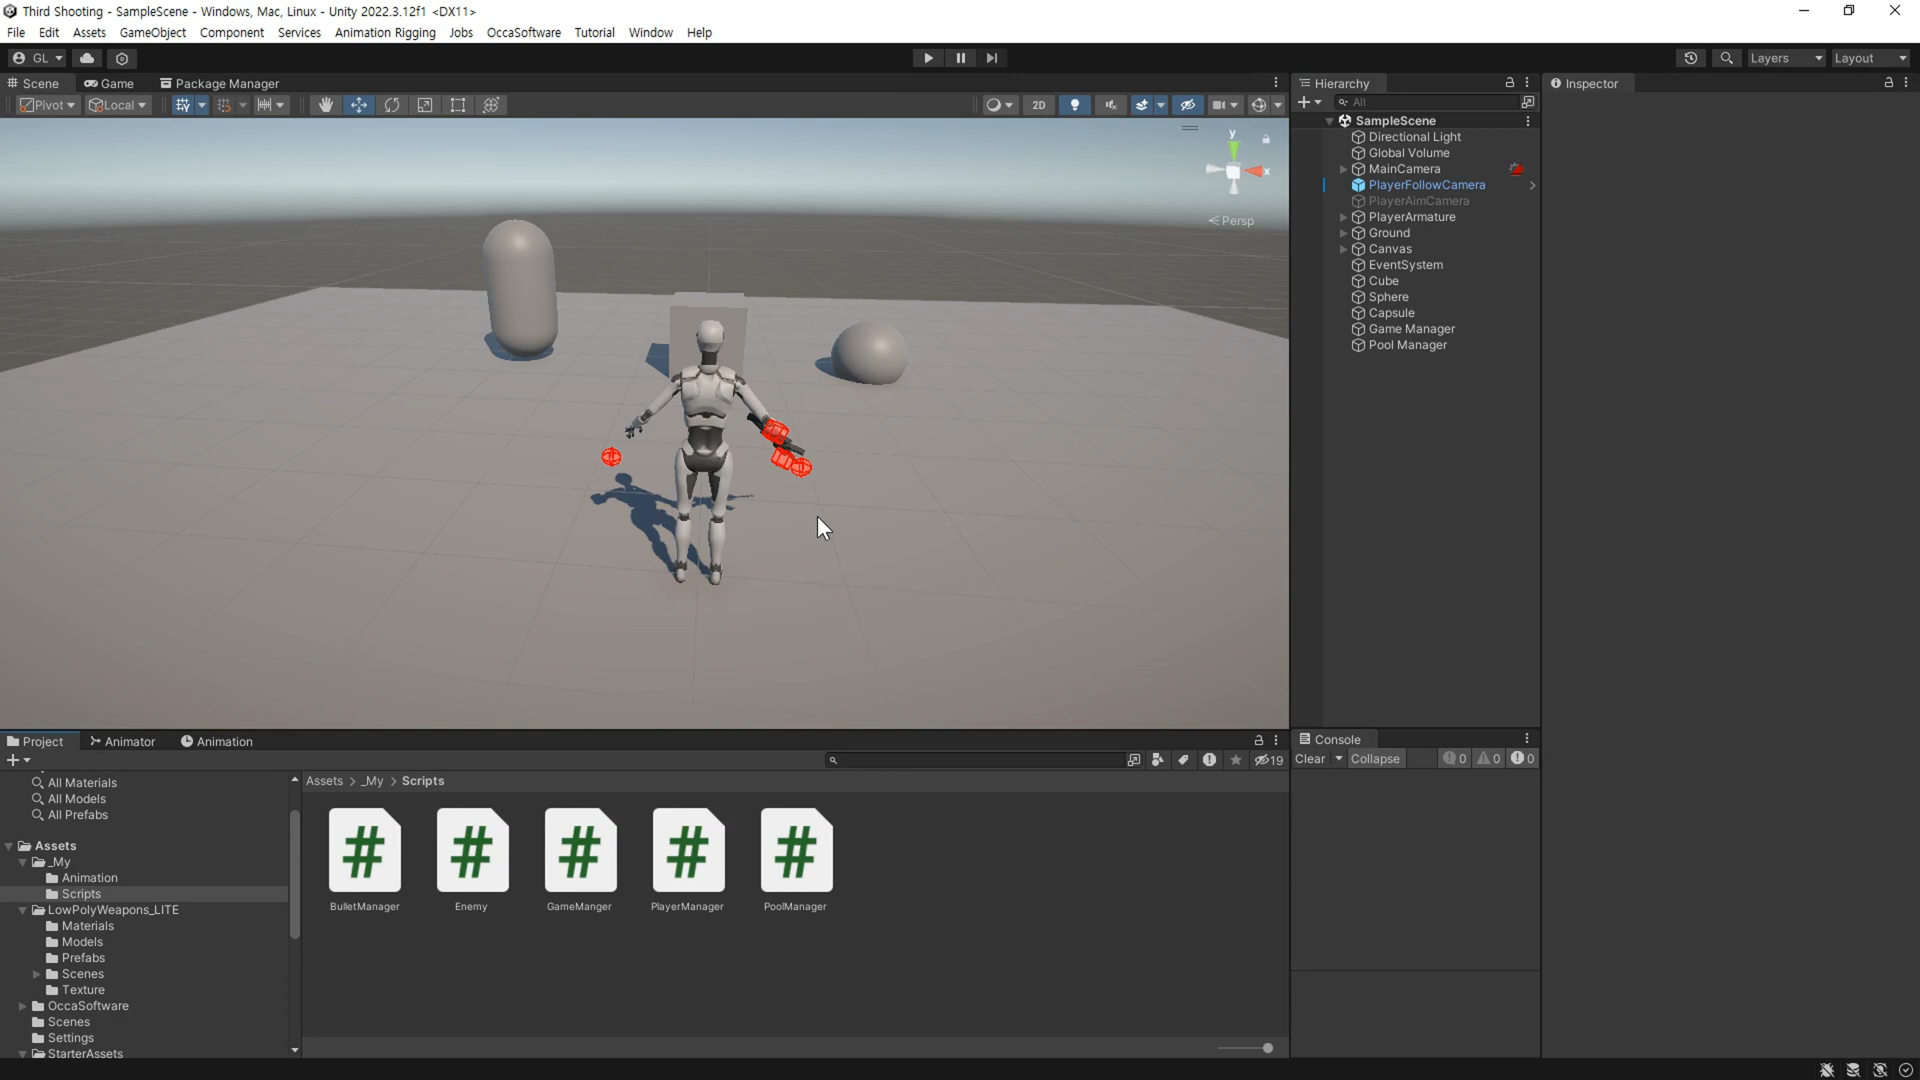 Third Shooting - SampleScene - Windows, Mac, Linux - Unity 2022.3.12f1 <DX11>
File Edit Assets GameObject Component Services Animation Rigging Jobs OccaSoftware Tutorial Window Help
GL
Layers
Layout
Scene
Game
Package Manager
Hierarchy
Inspector
Pivot
Local
2D
All
SampleScene
Directional Light
Global Volume
MainCamera
PlayerFollowCamera
PlayerAimCamera
PlayerArmature
Ground
Canvas
EventSystem
Cube
Sphere
Capsule
Game Manager
Pool Manager
y
x
< Persp
Project
Animator
Animation
Console
19
Clear
Collapse
0
0
0
All Materials
All Models
All Prefabs
Assets
_My
Animation
Scripts
LowPolyWeapons_LITE
Materials
Models
Prefabs
Scenes
Texture
OccaSoftware
Scenes
Settings
StarterAssets
Assets > _My > Scripts
BulletManager
Enemy
GameManger
PlayerManager
PoolManager